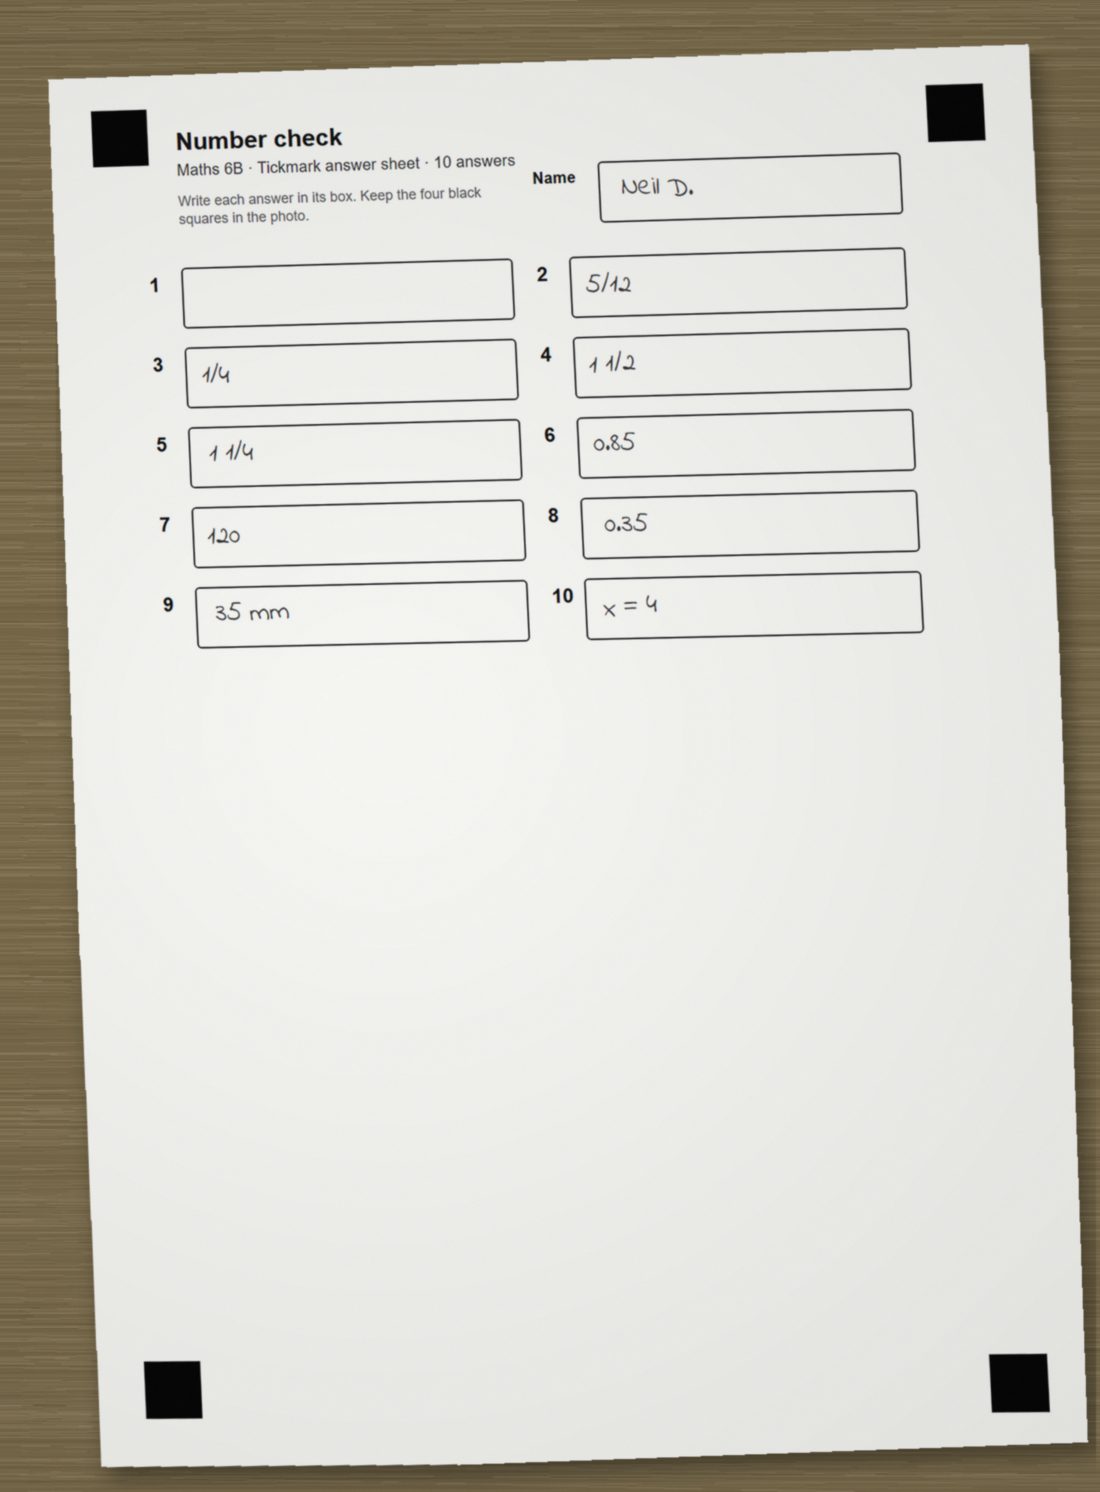 Number check
Maths 6B · Tickmark answer sheet · 10 answers
Write each answer in its box. Keep the four black
squares in the photo.
Name Neil D.
1
2 5/12
3 1/4
4 1 1/2
5 1 1/4
6 0.85
7 120
8 0.35
9 35 mm
10 x = 4